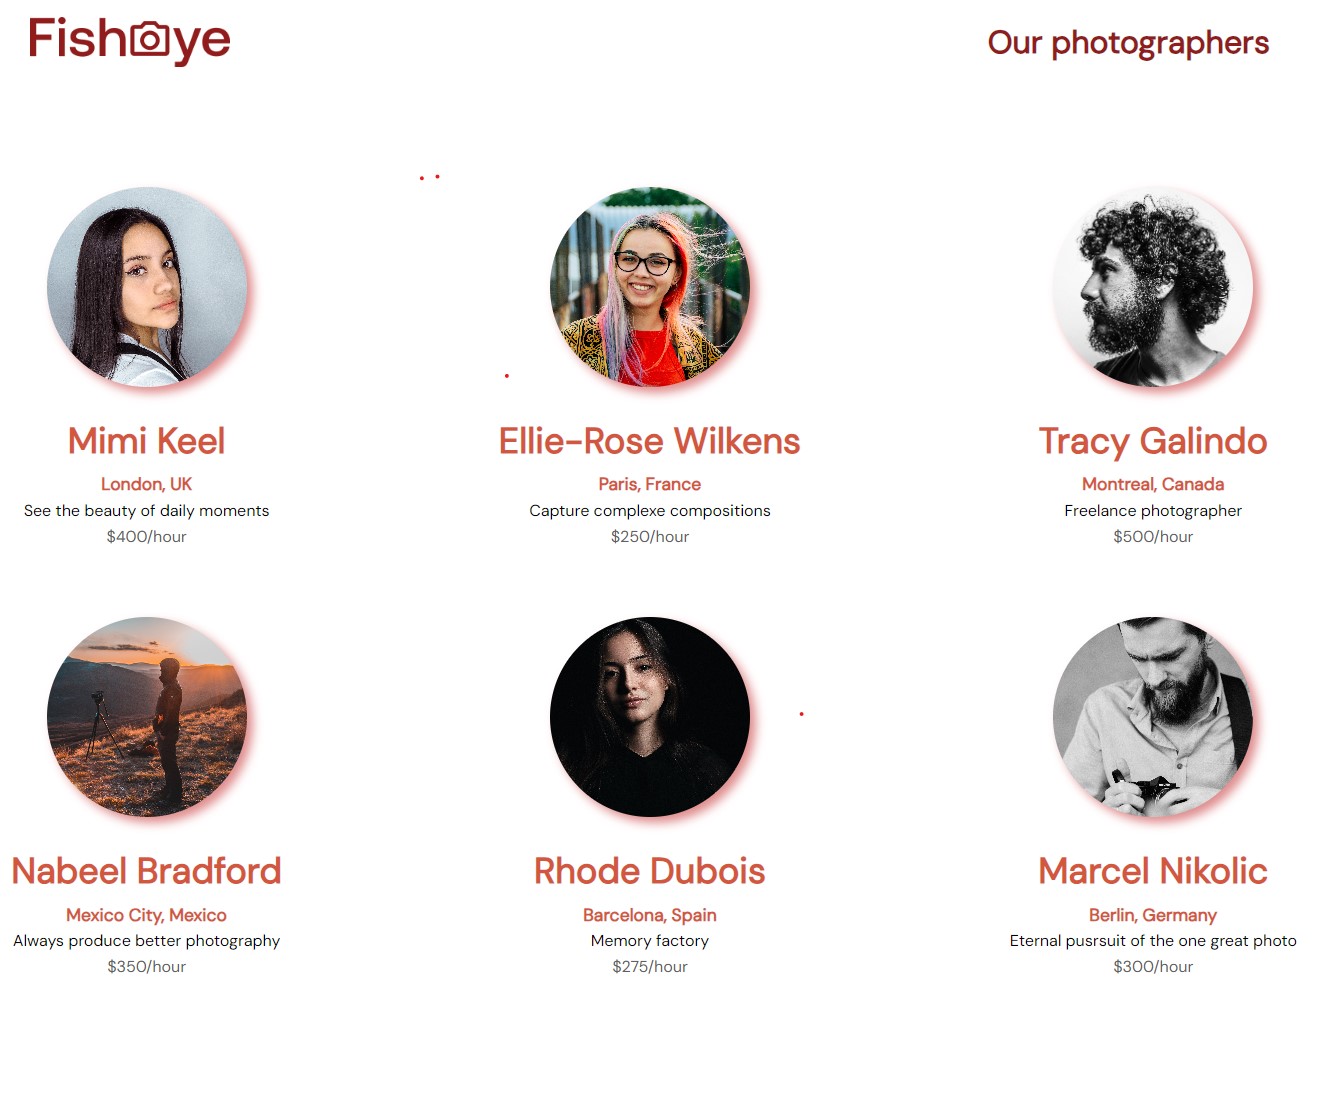 Fisheye
Our photographers
Mimi Keel
London, UK
See the beauty of daily moments
$400/hour
Ellie-Rose Wilkens
Paris, France
Capture complexe compositions
$250/hour
Tracy Galindo
Montreal, Canada
Freelance photographer
$500/hour
Nabeel Bradford
Mexico City, Mexico
Always produce better photography
$350/hour
Rhode Dubois
Barcelona, Spain
Memory factory
$275/hour
Marcel Nikolic
Berlin, Germany
Eternal pusrsuit of the one great photo
$300/hour